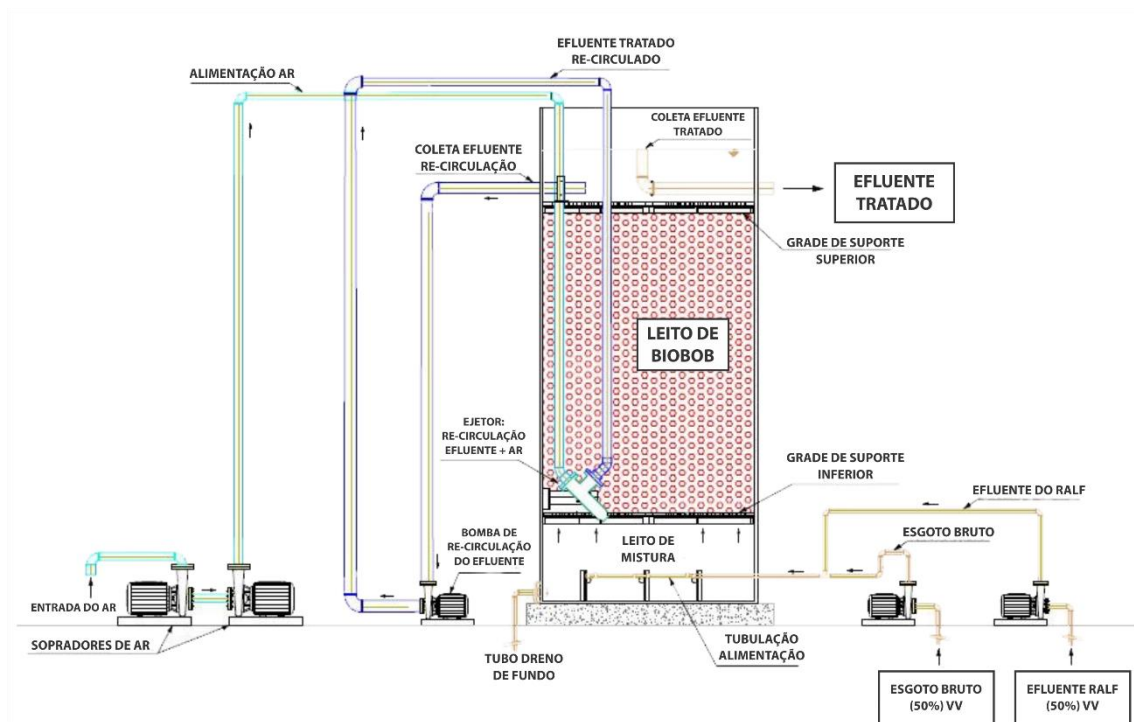 EFLUENTE TRATADO
RE-CIRCULADO
ALIMENTAÇÃO AR
COLETA EFLUENTE
TRATADO
COLETA EFLUENTE
RE-CIRCULAÇÃO
EFLUENTE
TRATADO
GRADE DE SUPORTE
SUPERIOR
LEITO DE
BIOBOB
EJETOR:
RE-CIRCULAÇÃO
EFLUENTE + AR
GRADE DE SUPORTE
INFERIOR
EFLUENTE DO RALF
ESGOTO BRUTO
LEITO DE
MISTURA
BOMBA DE
RE-CIRCULAÇÃO
DO EFLUENTE
ENTRADA DO AR
SOPRADORES DE AR
TUBO DRENO
DE FUNDO
TUBULAÇÃO
ALIMENTAÇÃO
ESGOTO BRUTO
(50%) VV
EFLUENTE RALF
(50%) VV